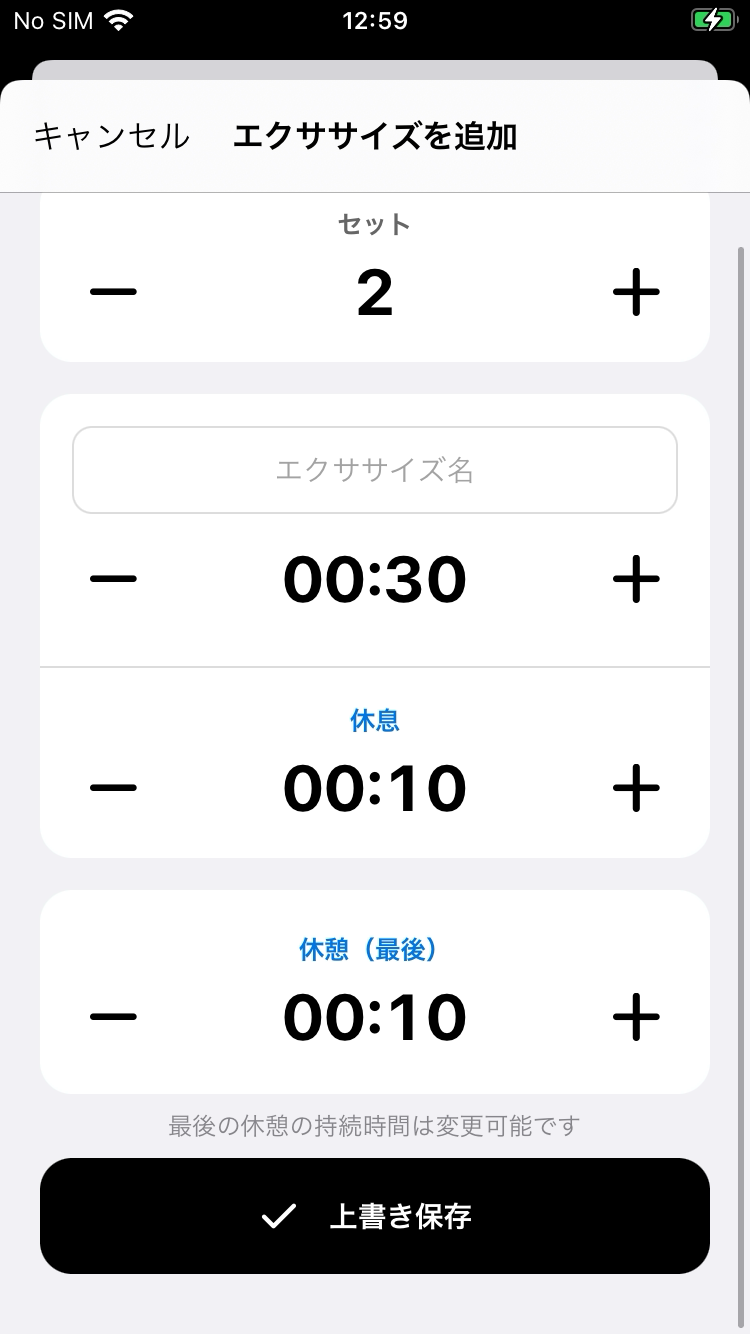 No SIM 12:59
キャンセル エクササイズを追加
セット
2
エクササイズ名
00:30
休息
00:10
休憩（最後）
00:10
最後の休憩の持続時間は変更可能です
上書き保存